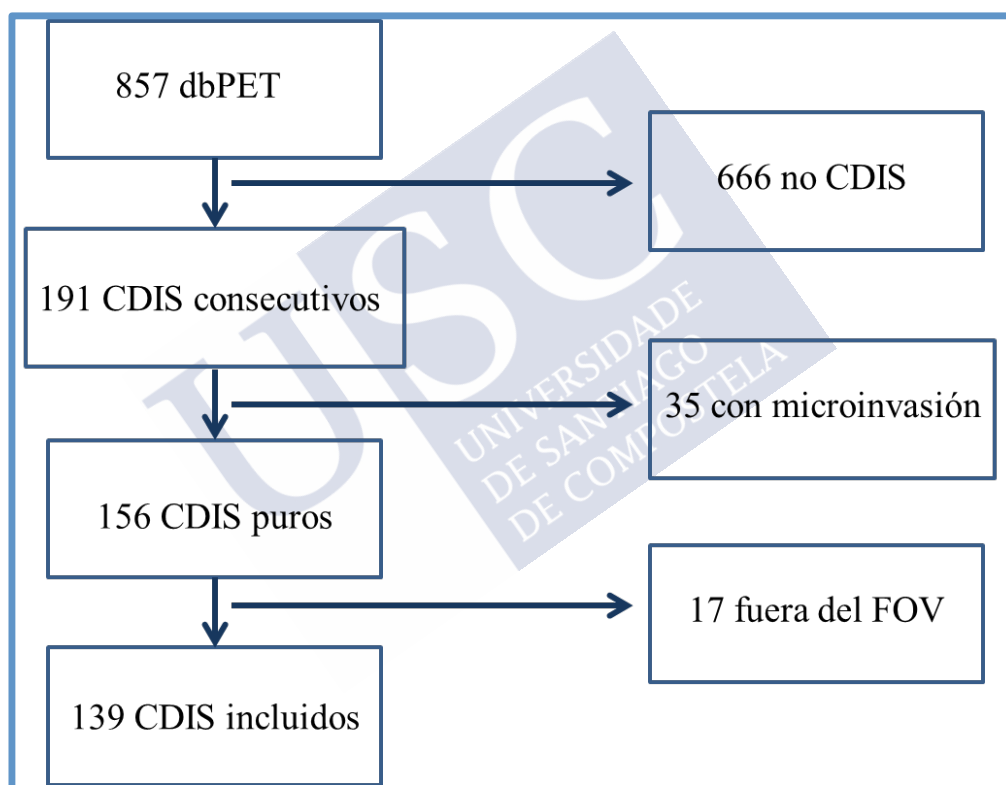 857 dbPET
666 no CDIS
191 CDIS consecutivos
35 con microinvasión
156 CDIS puros
17 fuera del FOV
139 CDIS incluidos
USC
UNIVERSIDADE
DE SANTIAGO
DE COMPOSTELA